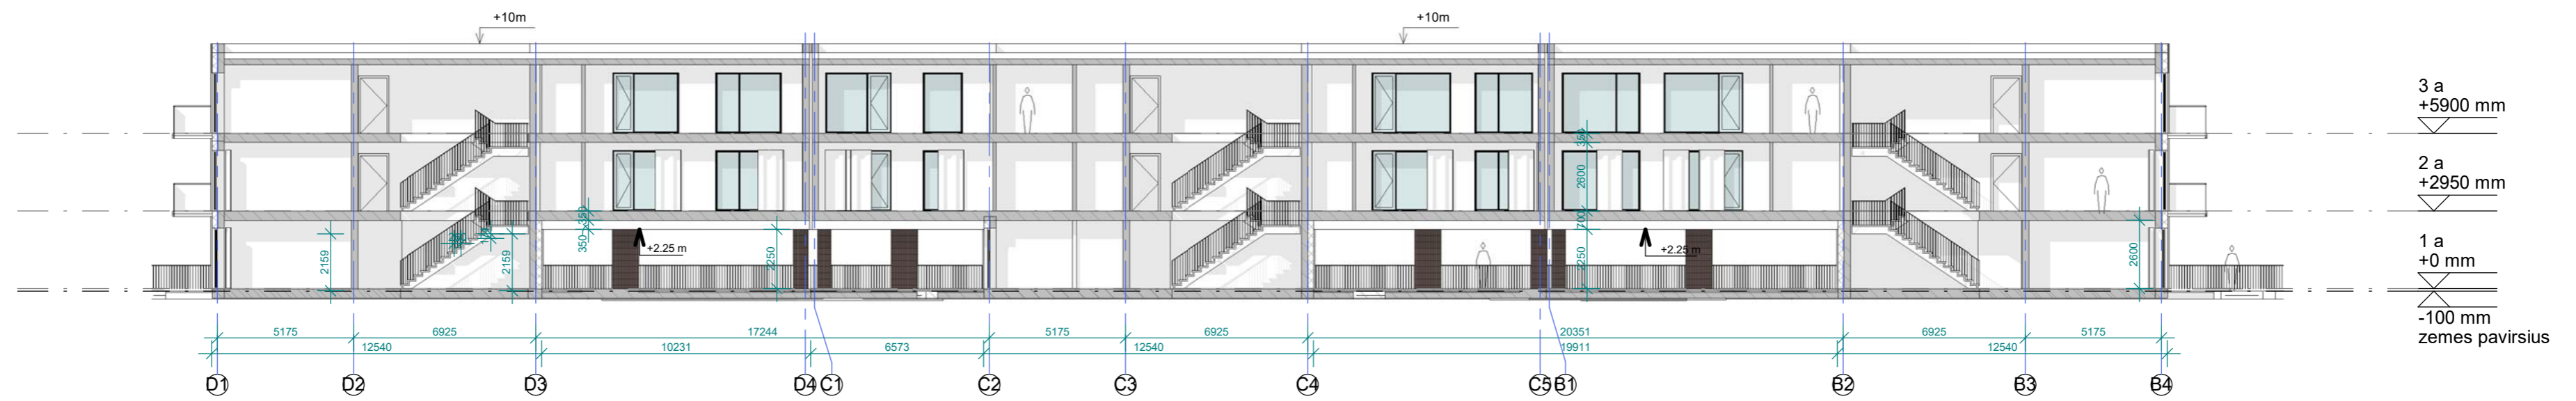 +10m
+10m
3 a
+5900 mm
2 a
+2950 mm
1 a
+0 mm
-100 mm
zemes pavirsius
350
2600
700
2250
350
350
2159
2159
2250
2600
+2.25 m
+2.25 m
5175 6925 17244 5175 6925 20351 6925 5175
12540 10231 6573 12540 19911 12540
D1 D2 D3 D4 C1 C2 C3 C4 C5 B1 B2 B3 B4